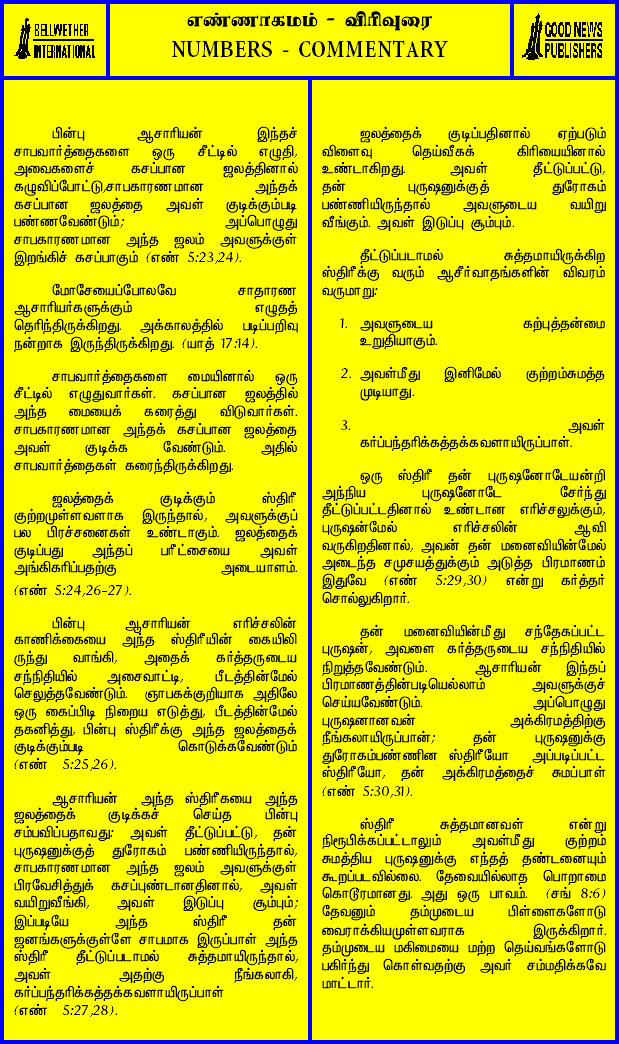 BELLWETHER
INTERNATIONAL
எண்ணாகமம் - விரிவுரை
NUMBERS - COMMENTARY
GOOD NEWS
PUBLISHERS
பின்பு ஆசாரியன் இந்தச்
சாபவார்த்தைகளை ஒரு சீட்டில் எழுதி,
அவைகளைச் கசப்பான ஜலத்தினால்
கழுவிப்போட்டு,சாபகாரணமான அந்தக்
கசப்பான ஜலத்தை அவள் குடிக்கும்படி
பண்ணவேண்டும்; அப்பொழுது
சாபகாரணமான அந்த ஜலம் அவளுக்குள்
இறங்கிச் கசப்பாகும் (எண் 5:23,24).
மோசேயைப்போலவே சாதாரண
ஆசாரியர்களுக்கும் எழுதத்
தெரிந்திருக்கிறது. அக்காலத்தில் படிப்பறிவு
நன்றாக இருந்திருக்கிறது. (யாத் 17:14).
சாபவார்த்தைகளை மையினால் ஒரு
சீட்டில் எழுதுவார்கள். கசப்பான ஜலத்தில்
அந்த மையைக் கரைத்து விடுவார்கள்.
சாபகாரணமான அந்தக் கசப்பான ஜலத்தை
அவள் குடிக்க வேண்டும். அதில்
சாபவார்த்தைகள் கரைந்திருக்கிறது.
ஜலத்தைக் குடிக்கும் ஸ்திரீ
குற்றமுள்ளவளாக இருந்தால், அவளுக்குப்
பல பிரச்சனைகள் உண்டாகும். ஜலத்தைக்
குடிப்பது அந்தப் பரீட்சையை அவள்
அங்கிகரிப்பதற்கு அடையாளம்.
(எண் 5:24,26-27).
பின்பு ஆசாரியன் எரிச்சலின்
காணிக்கையை அந்த ஸ்திரீயின் கையிலி
ருந்து வாங்கி, அதைக் கர்த்தருடைய
சந்நிதியில் அசைவாட்டி, பீடத்தின்மேல்
செலுத்தவேண்டும். ஞாபகக்குறியாக அதிலே
ஒரு கைப்பிடி நிறைய எடுத்து, பீடத்தின்மேல்
தகனித்து, பின்பு ஸ்திரீக்கு அந்த ஜலத்தைக்
குடிக்கும்படி கொடுக்கவேண்டும்
(எண் 5:25,26).
ஆசாரியன் அந்த ஸ்திரீகயை அந்த
ஜலத்தைக் குடிக்கச் செய்த பின்பு
சம்பவிப்பதாவது: அவள் தீட்டுப்பட்டு, தன்
புருஷனுக்குத் துரோகம் பண்ணியிருந்தால்,
சாபகாரணமான அந்த ஜலம் அவளுக்குள்
பிரவேசித்துக் கசப்புண்டானதினால், அவள்
வயிறுவீங்கி, அவள் இடுப்பு சூம்பும்;
இப்படியே அந்த ஸ்திரீ தன்
ஜனங்களுக்குள்ளே சாபமாக இருப்பாள் அந்த
ஸ்திரீ தீட்டுப்படாமல் சுத்தமாயிருந்தால்,
அவள் அதற்கு நீங்கலாகி,
கர்ப்பந்தரிக்கத்தக்கவளாயிருப்பாள்
(எண் 5:27,28).
ஜலத்தைக் குடிப்பதினால் ஏற்படும்
விளைவு தெய்வீகக் கிரியையினால்
உண்டாகிறது. அவள் தீட்டுப்பட்டு,
தன் புருஷனுக்குத் துரோகம்
பண்ணியிருந்தால் அவளுடைய வயிறு
வீங்கும். அவள் இடுப்பு சூம்பும்.
தீட்டுப்படாமல் சுத்தமாயிருக்கிற
ஸ்திரீக்கு வரும் ஆசீர்வாதங்களின் விவரம்
வருமாறு:
1. அவளுடைய கற்புத்தன்மை
உறுதியாகும்.
2. அவள்மீது இனிமேல் குற்றம்சுமத்த
முடியாது.
3. அவள்
கர்ப்பந்தரிக்கத்தக்கவளாயிருப்பாள்.
ஒரு ஸ்திரீ தன் புருஷனோடேயன்றி
அந்நிய புருஷனோடே சேர்ந்து
தீட்டுப்பட்டதினால் உண்டான எரிச்சலுக்கும்,
புருஷன்மேல் எரிச்சலின் ஆவி
வருகிறதினால், அவன் தன் மனைவியின்மேல்
அடைந்த சமுசயத்துக்கும் அடுத்த பிரமாணம்
இதுவே (எண் 5:29,30) என்று கர்த்தர்
சொல்லுகிறார்.
தன் மனைவியின்மீது சந்தேகப்பட்ட
புருஷன், அவளை கர்த்தருடைய சந்நிதியில்
நிறுத்தவேண்டும். ஆசாரியன் இந்தப்
பிரமாணத்தின்படியெல்லாம் அவளுக்குச்
செய்யவேண்டும். அப்பொழுது
புருஷனானவன் அக்கிரமத்திற்கு
நீங்கலாயிருப்பான்; தன் புருஷனுக்கு
துரோகம்பண்ணின ஸ்திரீயோ அப்படிப்பட்ட
ஸ்திரீயோ, தன் அக்கிரமத்தைச் சுமப்பாள்
(எண் 5:30,31).
ஸ்திரீ சுத்தமானவள் என்று
நிரூபிக்கப்பட்டாலும் அவள்மீது குற்றம்
சுமத்திய புருஷனுக்கு எந்தத் தண்டனையும்
கூறப்படவில்லை. தேவையில்லாத பொறாமை
கொடூரமானது. அது ஒரு பாவம். (சங் 8:6)
தேவனும் தம்முடைய பிள்ளைகளோடு
வைராக்கியமுள்ளவராக இருக்கிறார்.
தம்முடைய மகிமையை மற்ற தெய்வங்களோடு
பகிர்ந்து கொள்வதற்கு அவர் சம்மதிக்கவே
மாட்டார்.